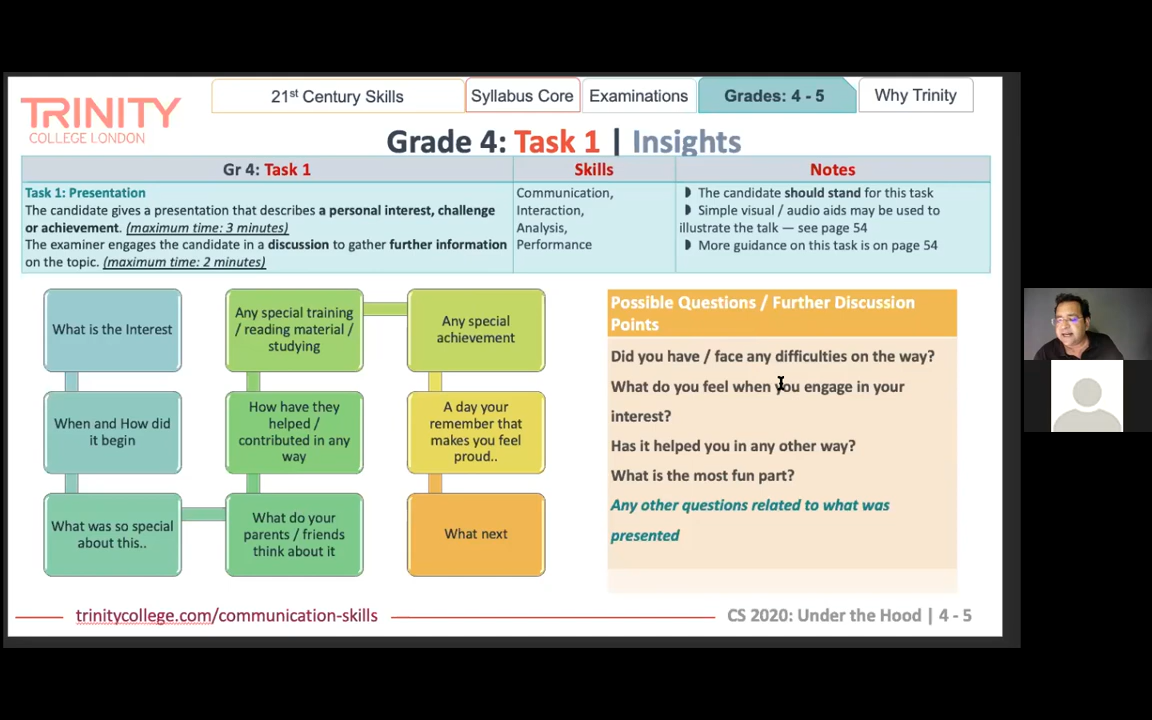 TRINITY
COLLEGE LONDON
21st Century Skills
Syllabus Core
Examinations
Grades: 4 - 5
Why Trinity
Grade 4: Task 1 | Insights
Gr 4: Task 1
Skills
Notes
Task 1: Presentation
The candidate gives a presentation that describes a personal interest, challenge
or achievement. (maximum time: 3 minutes)
The examiner engages the candidate in a discussion to gather further information
on the topic. (maximum time: 2 minutes)
Communication,
Interaction,
Analysis,
Performance
The candidate should stand for this task
Simple visual / audio aids may be used to
illustrate the talk — see page 54
More guidance on this task is on page 54
What is the Interest
When and How did
it begin
What was so special
about this..
What do your
parents / friends
think about it
How have they
helped /
contributed in any
way
Any special training
/ reading material /
studying
Any special
achievement
A day your
remember that
makes you feel
proud..
What next
Possible Questions / Further Discussion
Points
Did you have / face any difficulties on the way?
What do you feel when you engage in your
interest?
Has it helped you in any other way?
What is the most fun part?
Any other questions related to what was
presented
trinitycollege.com/communication-skills
CS 2020: Under the Hood | 4 - 5